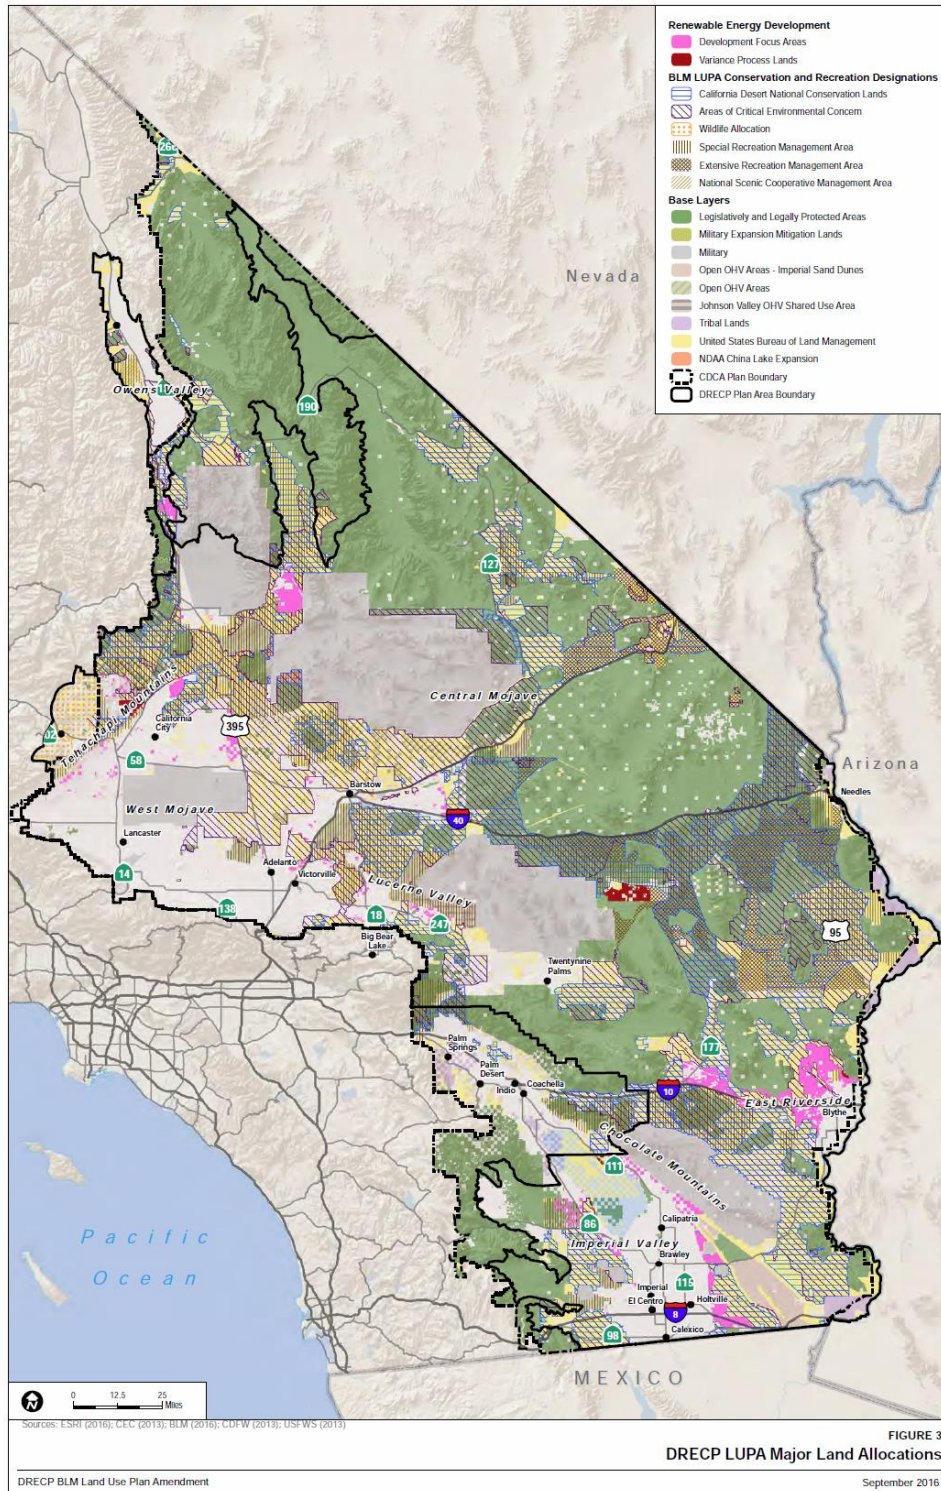 Renewable Energy Development
Development Focus Areas
Variance Process Lands
BLM LUPA Conservation and Recreation Designations
California Desert National Conservation Lands
Areas of Critical Environmental Concern
Wildlife Allocation
Special Recreation Management Area
Extensive Recreation Management Area
National Scenic Cooperative Management Area
Base Layers
Legislatively and Legally Protected Areas
Military Expansion Mitigation Lands
Military
Open OHV Areas - Imperial Sand Dunes
Open OHV Areas
Johnson Valley OHV Shared Use Area
Tribal Lands
United States Bureau of Land Management
NDAA China Lake Expansion
CDCA Plan Boundary
DRECP Plan Area Boundary
Nevada
Owens Valley
190
127
Central Mojave
Tehachapi Mountains
California
City
395
58
Arizona
Needles
Barstow
West Mojave
40
Lancaster
Adelanto
Victorville
14
Lucerne Valley
138
18
247
95
Big Bear
Lake
Twentynine
Palms
177
Palm
Springs
Palm
Desert
Indio
Coachella
10
East Riverside
Blythe
Chocolate Mountains
111
86
Calipatria
Imperial Valley
Brawley
Imperial
115
El Centro
Holtville
8
98
Calexico
Pacific
Ocean
MEXICO
N
0 12.5 25
Miles
Sources: ESRI (2016); CEC (2013); BLM (2016); CDFW (2013); USFWS (2013)
FIGURE 3
DRECP LUPA Major Land Allocations
DRECP BLM Land Use Plan Amendment
September 2016